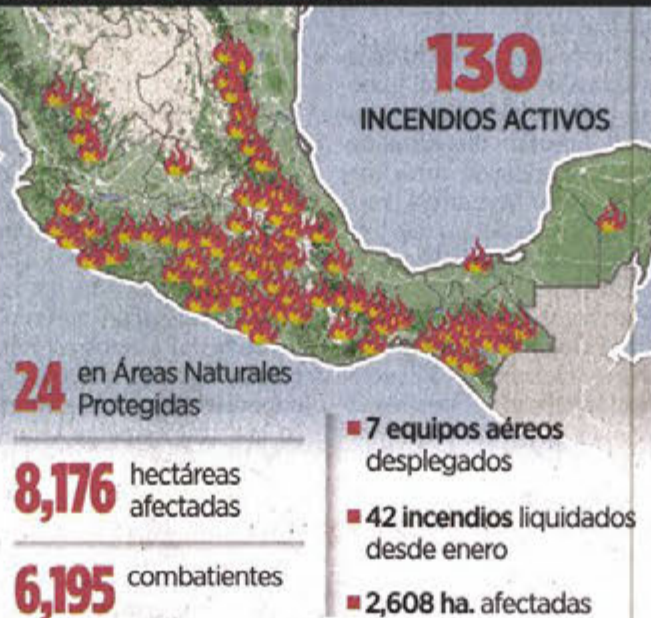 130
INCENDIOS ACTIVOS
24 en Áreas Naturales
Protegidas
8,176 hectáreas
afectadas
6,195 combatientes
7 equipos aéreos
desplegados
42 incendios liquidados
desde enero
2,608 ha. afectadas